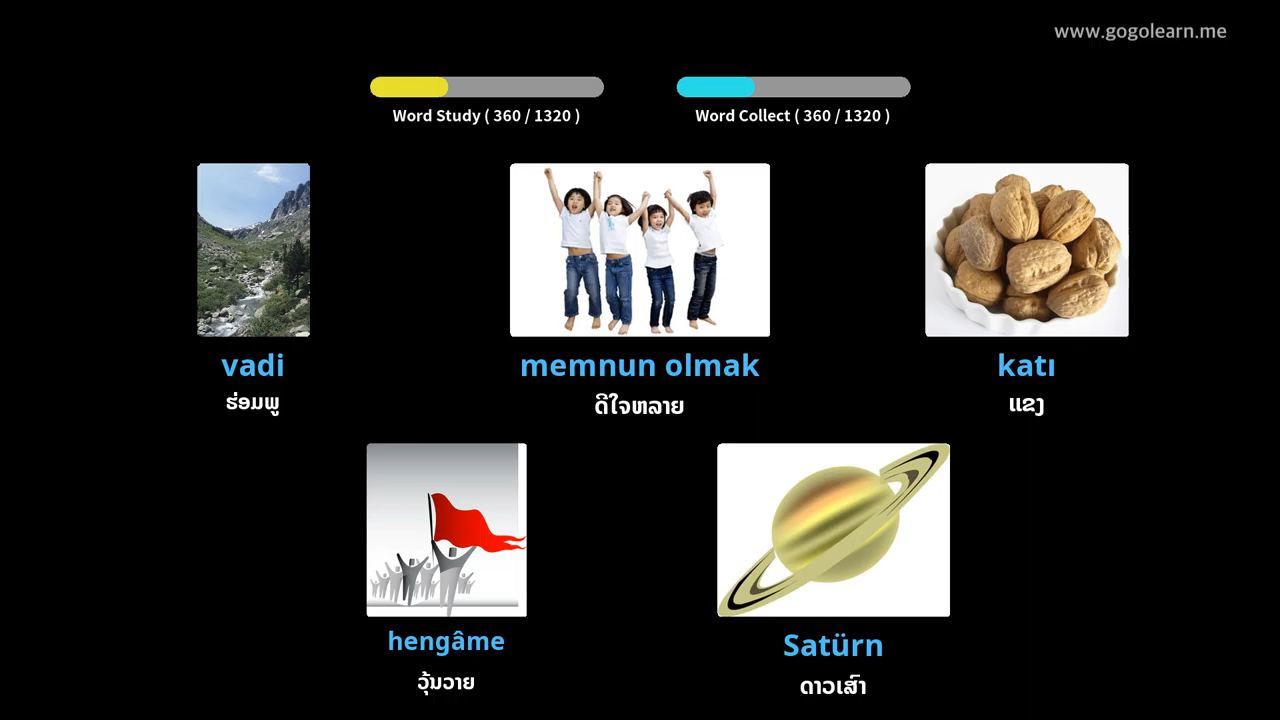 www.gogolearn.me
Word Study ( 360 / 1320 )
Word Collect ( 360 / 1320 )
vadi
memnun olmak
katı
ຮ່ອມພູ
ດີໃຈຫລາຍ
ແຂງ
hengâme
Satürn
ວຸ້ນວາຍ
ດາວເສົາ